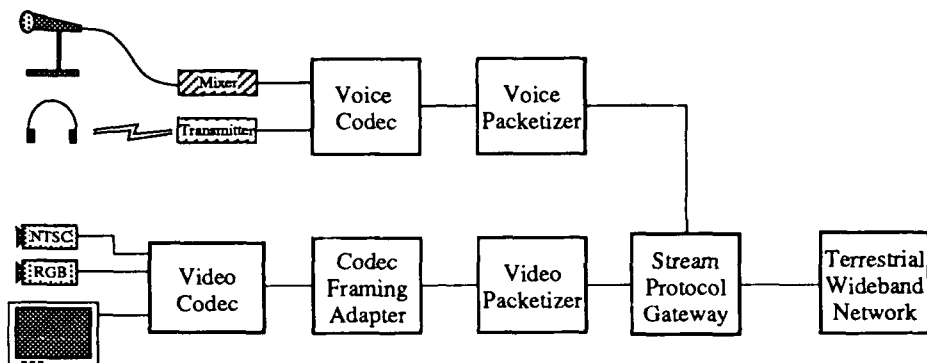 Mixer
Transmitter
Voice
Codec
Voice
Packetizer
NTSC
RGB
Video
Codec
Codec
Framing
Adapter
Video
Packetizer
Stream
Protocol
Gateway
Terrestrial
Wideband
Network